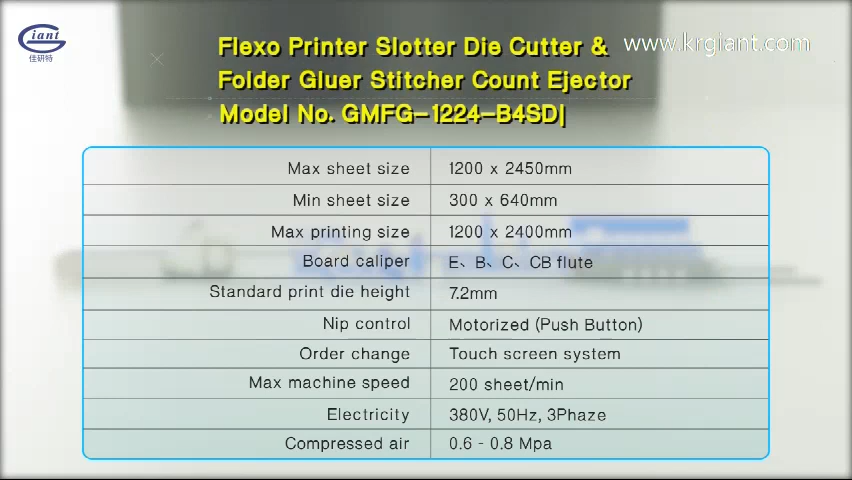 Giant
佳研特
www.krgiant.com
Flexo Printer Slotter Die Cutter &
Folder Gluer Stitcher Count Ejector
Model No. GMFG-1224-B4SD|
Max sheet size 1200 x 2450mm
Min sheet size 300 x 640mm
Max printing size 1200 x 2400mm
Board caliper E、B、C、CB flute
Standard print die height 7.2mm
Nip control Motorized (Push Button)
Order change Touch screen system
Max machine speed 200 sheet/min
Electricity 380V, 50Hz, 3Phaze
Compressed air 0.6 - 0.8 Mpa